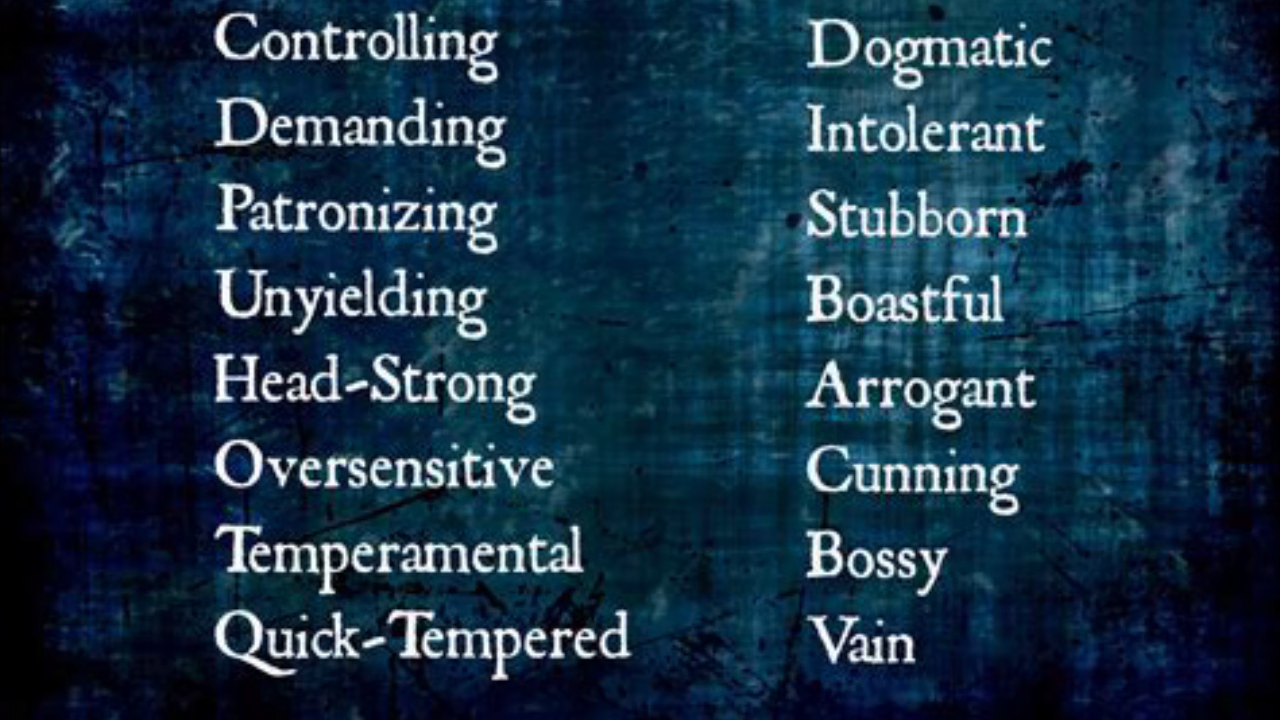 Controlling
Demanding
Patronizing
Unyielding
Head-Strong
Oversensitive
Temperamental
Quick-Tempered
Dogmatic
Intolerant
Stubborn
Boastful
Arrogant
Cunning
Bossy
Vain